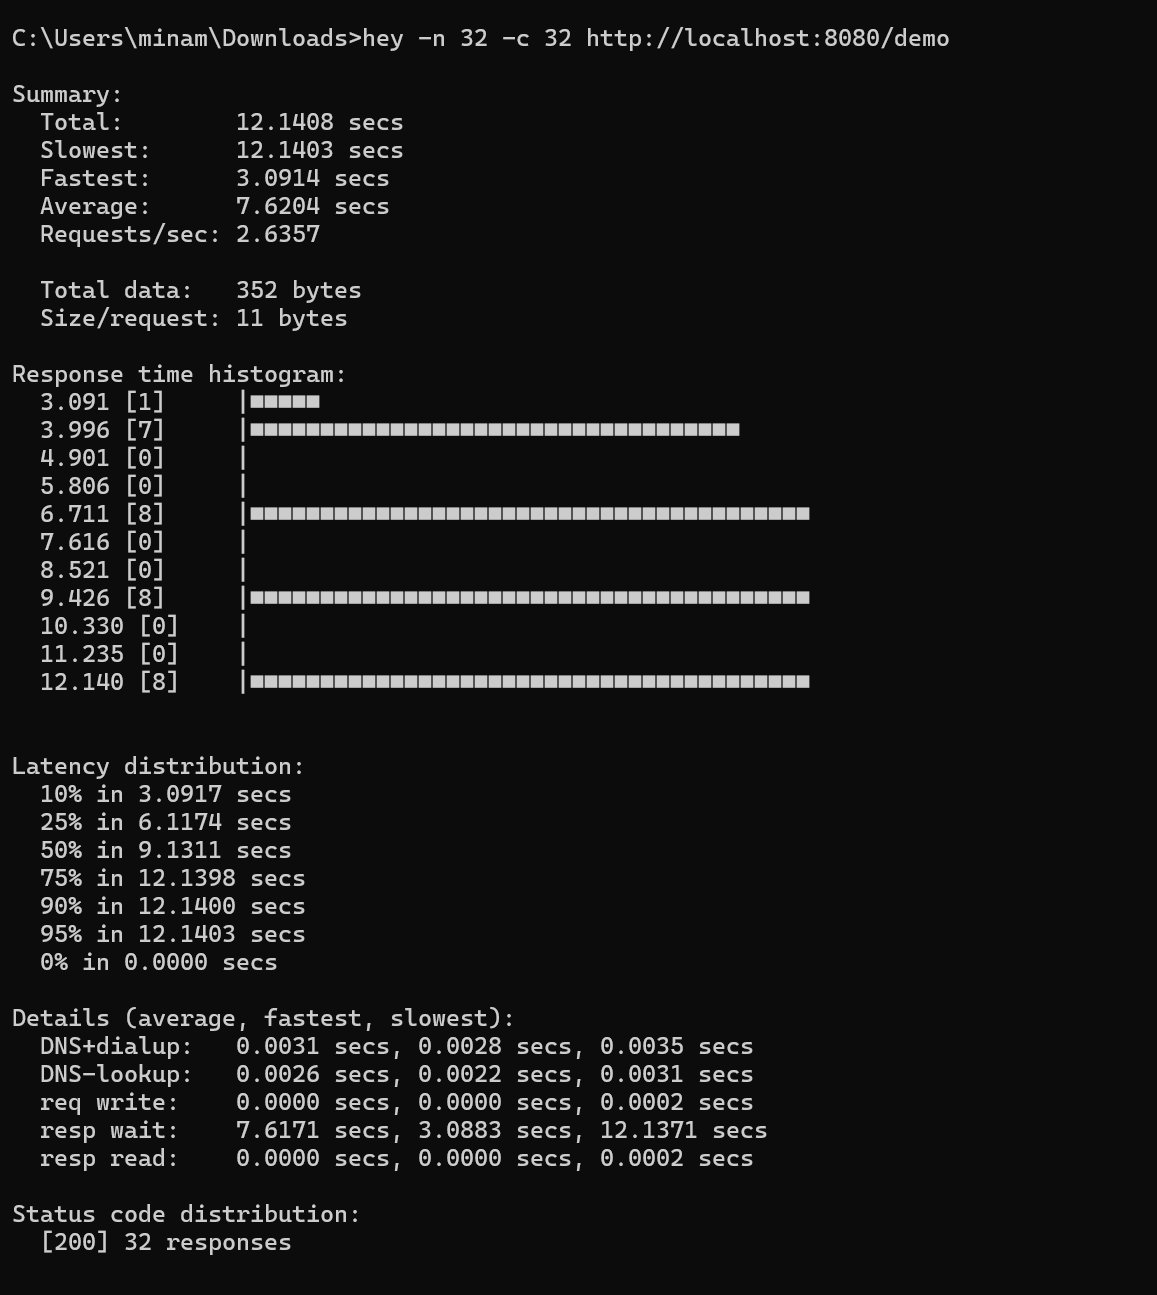 C:\Users\minam\Downloads>hey -n 32 -c 32 http://localhost:8080/demo
Summary:
Total: 12.1408 secs
Slowest: 12.1403 secs
Fastest: 3.0914 secs
Average: 7.6204 secs
Requests/sec: 2.6357
Total data: 352 bytes
Size/request: 11 bytes
Response time histogram:
3.091 [1] |■■■■■
3.996 [7] |■■■■■■■■■■■■■■■■■■■■■■■■■■■■■■■■■■■
4.901 [0] |
5.806 [0] |
6.711 [8] |■■■■■■■■■■■■■■■■■■■■■■■■■■■■■■■■■■■■■■■■
7.616 [0] |
8.521 [0] |
9.426 [8] |■■■■■■■■■■■■■■■■■■■■■■■■■■■■■■■■■■■■■■■■
10.330 [0] |
11.235 [0] |
12.140 [8] |■■■■■■■■■■■■■■■■■■■■■■■■■■■■■■■■■■■■■■■■
Latency distribution:
10% in 3.0917 secs
25% in 6.1174 secs
50% in 9.1311 secs
75% in 12.1398 secs
90% in 12.1400 secs
95% in 12.1403 secs
0% in 0.0000 secs
Details (average, fastest, slowest):
DNS+dialup: 0.0031 secs, 0.0028 secs, 0.0035 secs
DNS-lookup: 0.0026 secs, 0.0022 secs, 0.0031 secs
req write: 0.0000 secs, 0.0000 secs, 0.0002 secs
resp wait: 7.6171 secs, 3.0883 secs, 12.1371 secs
resp read: 0.0000 secs, 0.0000 secs, 0.0002 secs
Status code distribution:
[200] 32 responses